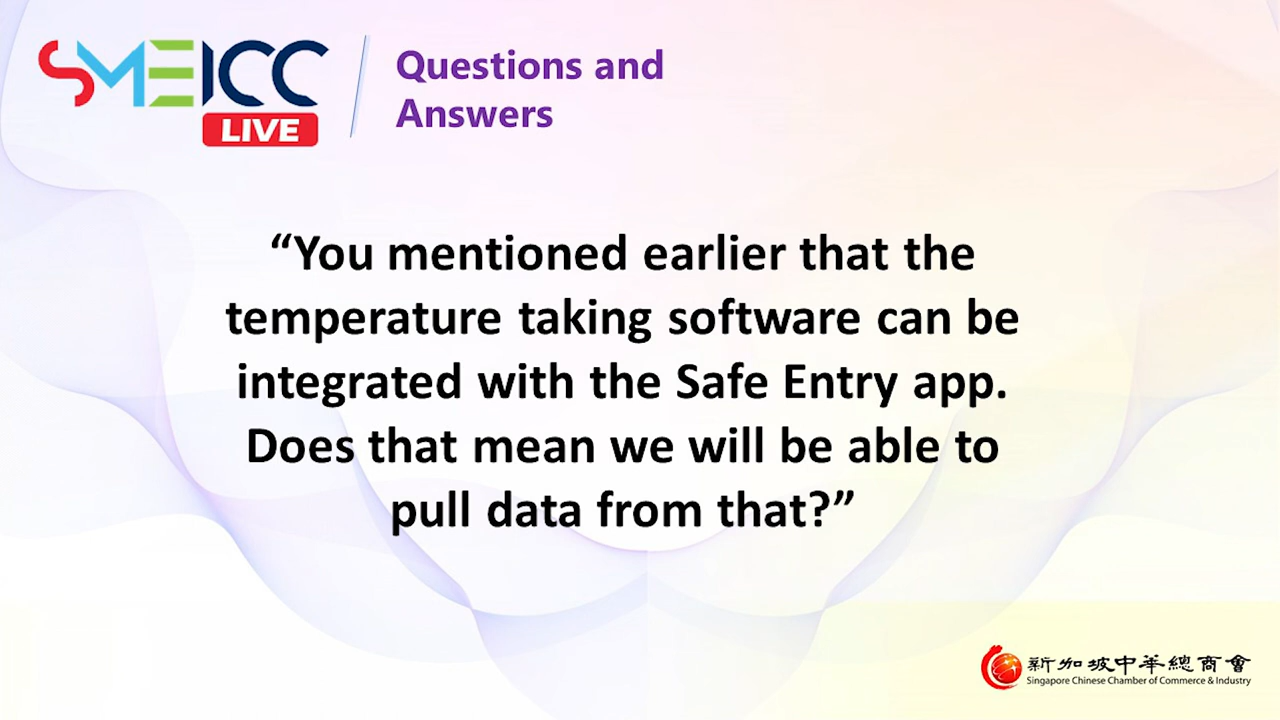 SMEICC
LIVE
Questions and
Answers
“You mentioned earlier that the
temperature taking software can be
integrated with the Safe Entry app.
Does that mean we will be able to
pull data from that?”
新加坡中華總商會
Singapore Chinese Chamber of Commerce & Industry